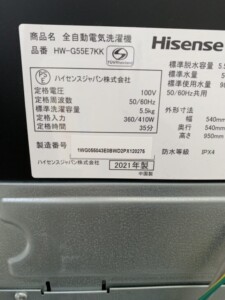 商品名 全自動電気洗濯機
品番 HW-G55E7KK
Hisense
ハイセンスジャパン株式会社
定格電圧 100V
定格周波数 50/60Hz
標準洗濯容量 5.5kg
定格入力 360/410W
定格時間 35分
標準脱水容量 5.5
標準水量
標準使用水量
50/60Hz共用
外形寸法
幅 540mm
奥行 540mm
高さ 950mm
製造番号
防水等級 JPX4
ハイセンスジャパン株式会社
2021年製
中国製